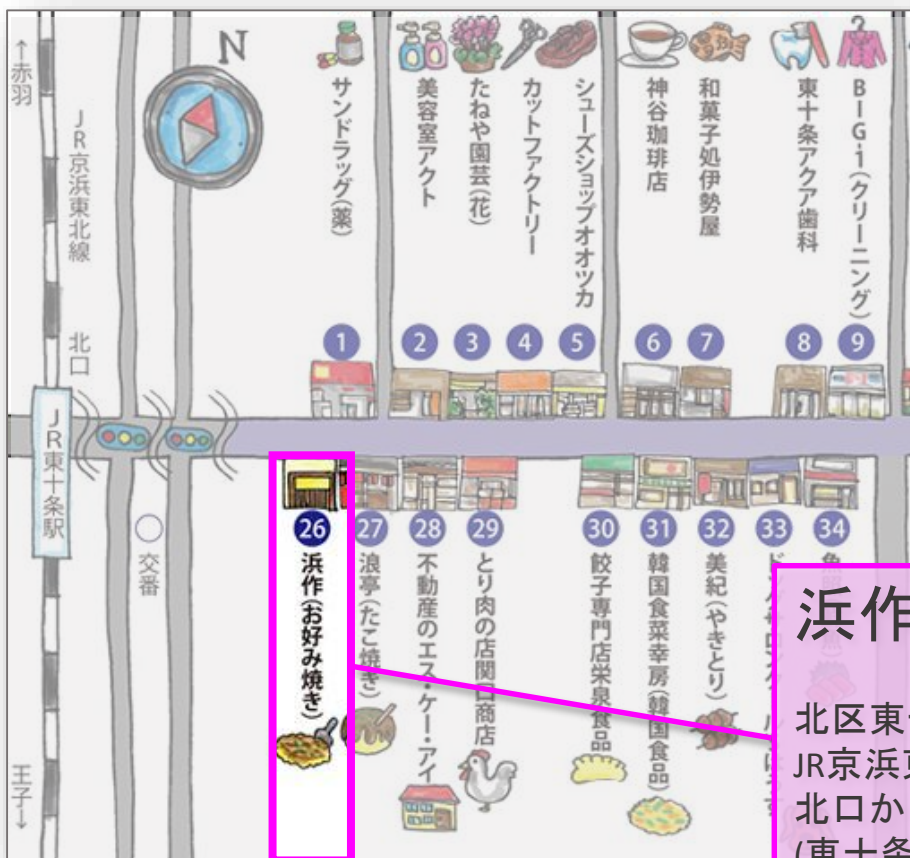 N
↑赤羽
JR京浜東北線
北口
JR東十条駅
交番
王子↓
サンドラッグ(薬)
美容室アクト
たねや園芸(花)
カットファクトリー
シューズショップオオツカ
神谷珈琲店
和菓子処伊勢屋
東十条アクア歯科
BIG-1(クリーニング)
1
2
3
4
5
6
7
8
9
26
27
28
29
30
31
32
33
34
浜作(お好み焼き)
浪亭(たこ焼き)
不動産のエス・ケー・アイ
とり肉の店関口商店
餃子専門店栄泉食品
韓国食菜幸房(韓国食品)
美紀(やきとり)
浜作
北区東
JR京浜
北口か
(東十条